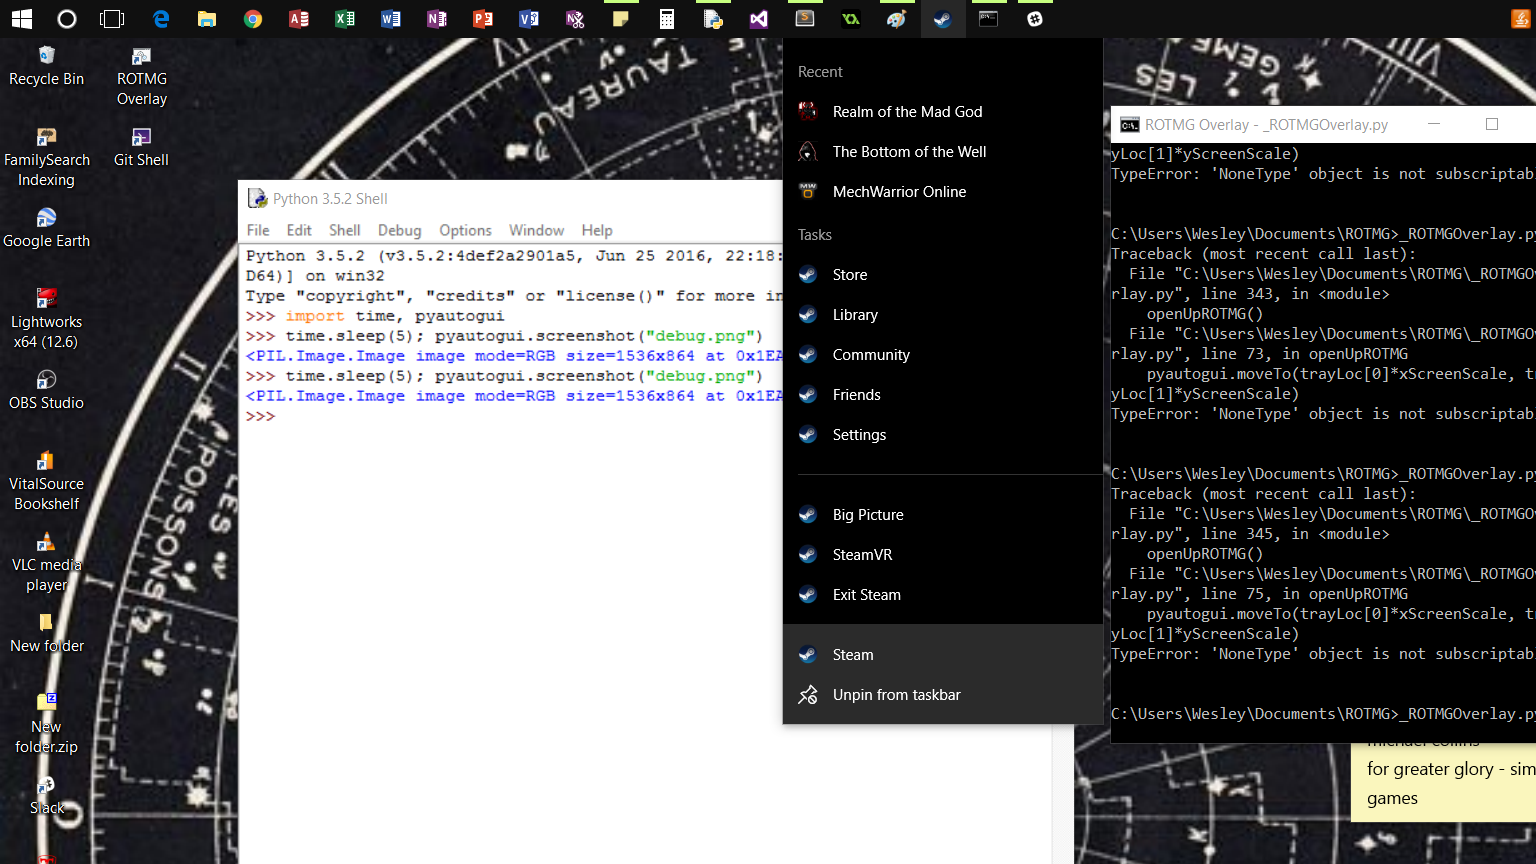 Recycle Bin
ROTMG
Overlay
FamilySearch
Indexing
Git Shell
Google Earth
Lightworks
x64 (12.6)
OBS Studio
VitalSource
Bookshelf
VLC media
player
New folder
New
folder.zip
Slack
TAUREAU
GEME
LES
LES
POISSONS
Python 3.5.2 Shell
File Edit Shell Debug Options Window Help
Python 3.5.2 (v3.5.2:4def2a2901a5, Jun 25 2016, 22:18:
D64)] on win32
Type "copyright", "credits" or "license()" for more in
>>> import time, pyautogui
>>> time.sleep(5); pyautogui.screenshot("debug.png")
<PIL.Image.Image image mode=RGB size=1536x864 at 0x1EA
>>> time.sleep(5); pyautogui.screenshot("debug.png")
<PIL.Image.Image image mode=RGB size=1536x864 at 0x1EA
>>>
Recent
Realm of the Mad God
The Bottom of the Well
MechWarrior Online
Tasks
Store
Library
Community
Friends
Settings
Big Picture
SteamVR
Exit Steam
Steam
Unpin from taskbar
ROTMG Overlay - _ROTMGOverlay.py
yLoc[1]*yScreenScale)
TypeError: 'NoneType' object is not subscriptab
C:\Users\Wesley\Documents\ROTMG>_ROTMGOverlay.py
Traceback (most recent call last):
File "C:\Users\Wesley\Documents\ROTMG\_ROTMGO
rlay.py", line 343, in <module>
openUpROTMG()
File "C:\Users\Wesley\Documents\ROTMG\_ROTMGO
rlay.py", line 73, in openUpROTMG
pyautogui.moveTo(trayLoc[0]*xScreenScale, tr
yLoc[1]*yScreenScale)
TypeError: 'NoneType' object is not subscriptab
C:\Users\Wesley\Documents\ROTMG>_ROTMGOverlay.py
Traceback (most recent call last):
File "C:\Users\Wesley\Documents\ROTMG\_ROTMGO
rlay.py", line 345, in <module>
openUpROTMG()
File "C:\Users\Wesley\Documents\ROTMG\_ROTMGO
rlay.py", line 75, in openUpROTMG
pyautogui.moveTo(trayLoc[0]*xScreenScale, tr
yLoc[1]*yScreenScale)
TypeError: 'NoneType' object is not subscriptab
C:\Users\Wesley\Documents\ROTMG>_ROTMGOverlay.py
michael collins
for greater glory - sim
games